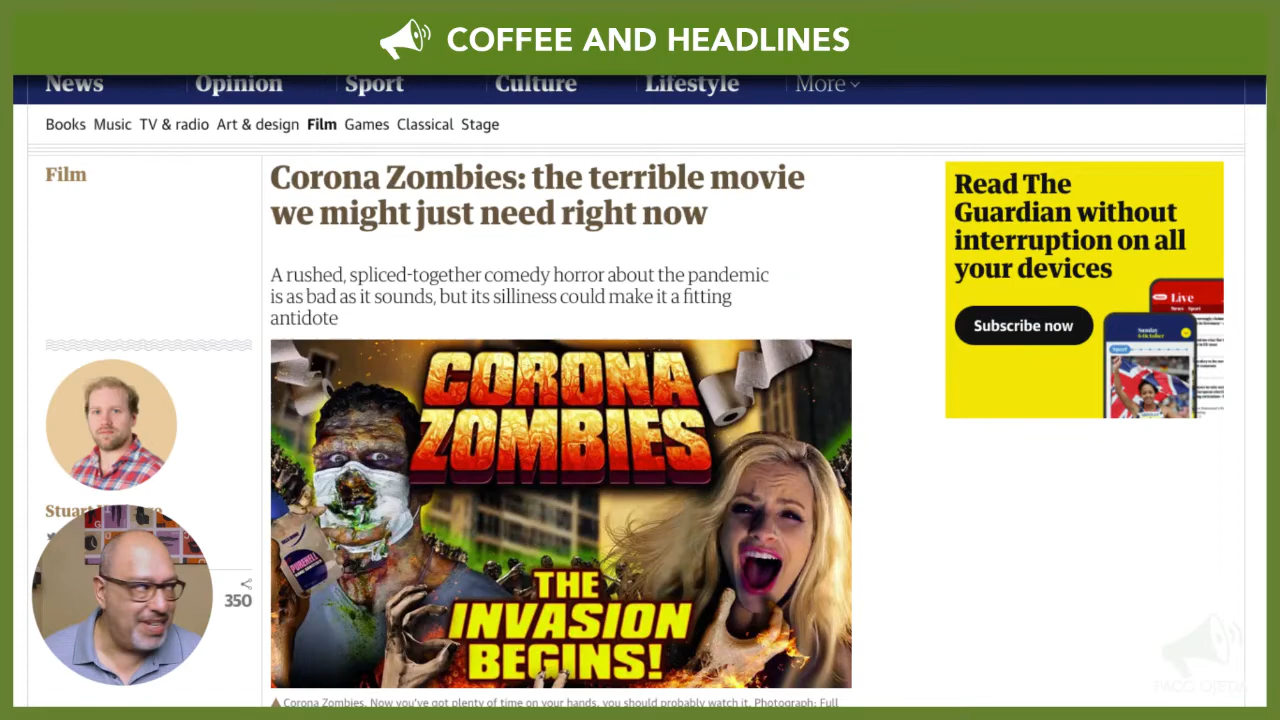 COFFEE AND HEADLINES
News Opinion Sport Culture Lifestyle More
Books Music TV & radio Art & design Film Games Classical Stage
Film
Corona Zombies: the terrible movie
we might just need right now
A rushed, spliced-together comedy horror about the pandemic
is as bad as it sounds, but its silliness could make it a fitting
antidote
Stuart
350
CORONA
ZOMBIES
THE
INVASION
BEGINS!
Corona Zombies. Now you've got plenty of time on your hands, you should probably watch it. Photograph: Full
Read The
Guardian without
interruption on all
your devices
Subscribe now
Live
PACO OJEDA